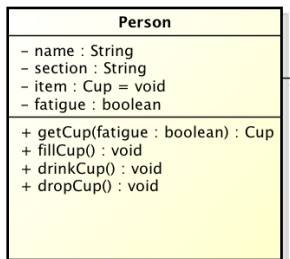 Person
- name : String
- section : String
- item : Cup = void
- fatigue : boolean
+ getCup(fatigue : boolean) : Cup
+ fillCup() : void
+ drinkCup() : void
+ dropCup() : void